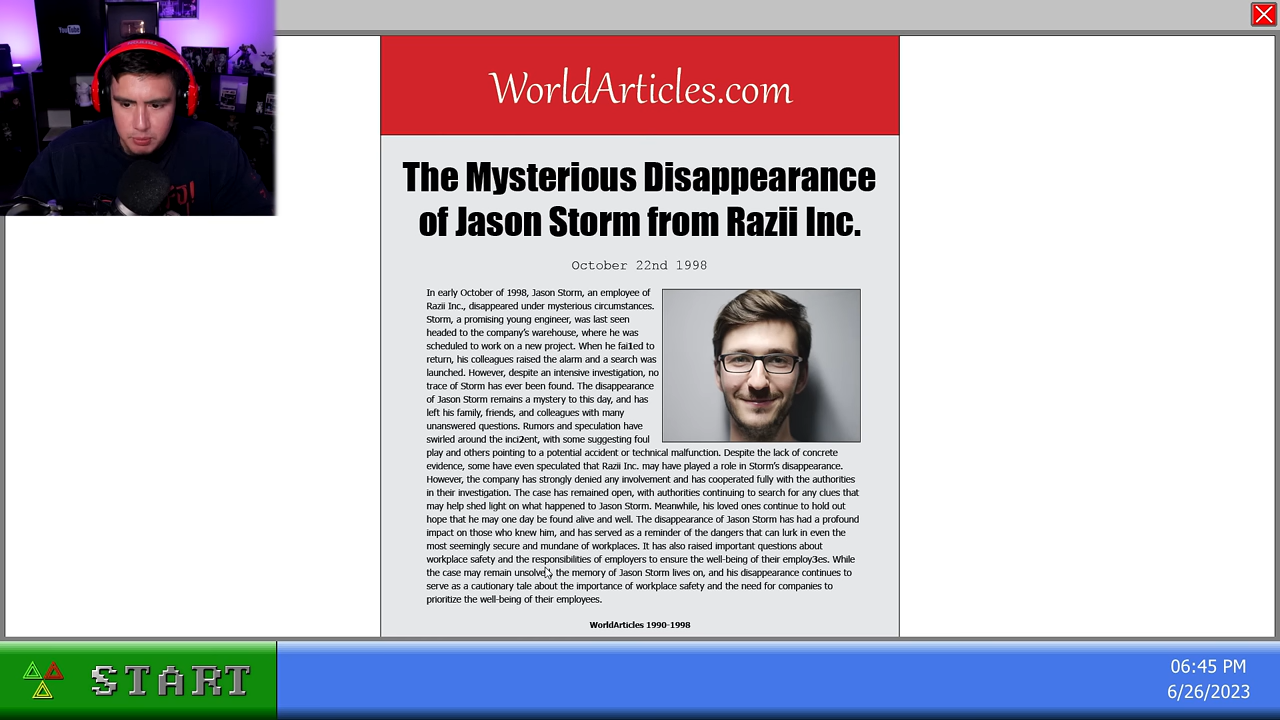 YouTube
WorldArticles.com
The Mysterious Disappearance
of Jason Storm from Razii Inc.
October 22nd 1998
In early October of 1998, Jason Storm, an employee of
Razii Inc., disappeared under mysterious circumstances.
Storm, a promising young engineer, was last seen
headed to the company's warehouse, where he was
scheduled to work on a new project. When he fai1ed to
return, his colleagues raised the alarm and a search was
launched. However, despite an intensive investigation, no
trace of Storm has ever been found. The disappearance
of Jason Storm remains a mystery to this day, and has
left his family, friends, and colleagues with many
unanswered questions. Rumors and speculation have
swirled around the inci2ent, with some suggesting foul
play and others pointing to a potential accident or technical malfunction. Despite the lack of concrete
evidence, some have even speculated that Razii Inc. may have played a role in Storm's disappearance.
However, the company has strongly denied any involvement and has cooperated fully with the authorities
in their investigation. The case has remained open, with authorities continuing to search for any clues that
may help shed light on what happened to Jason Storm. Meanwhile, his loved ones continue to hold out
hope that he may one day be found alive and well. The disappearance of Jason Storm has had a profound
impact on those who knew him, and has served as a reminder of the dangers that can lurk in even the
most seemingly secure and mundane of workplaces. It has also raised important questions about
workplace safety and the responsibilities of employers to ensure the well-being of their employ3es. While
the case may remain unsolved, the memory of Jason Storm lives on, and his disappearance continues to
serve as a cautionary tale about the importance of workplace safety and the need for companies to
prioritize the well-being of their employees.
WorldArticles 1990-1998
START
06:45 PM
6/26/2023